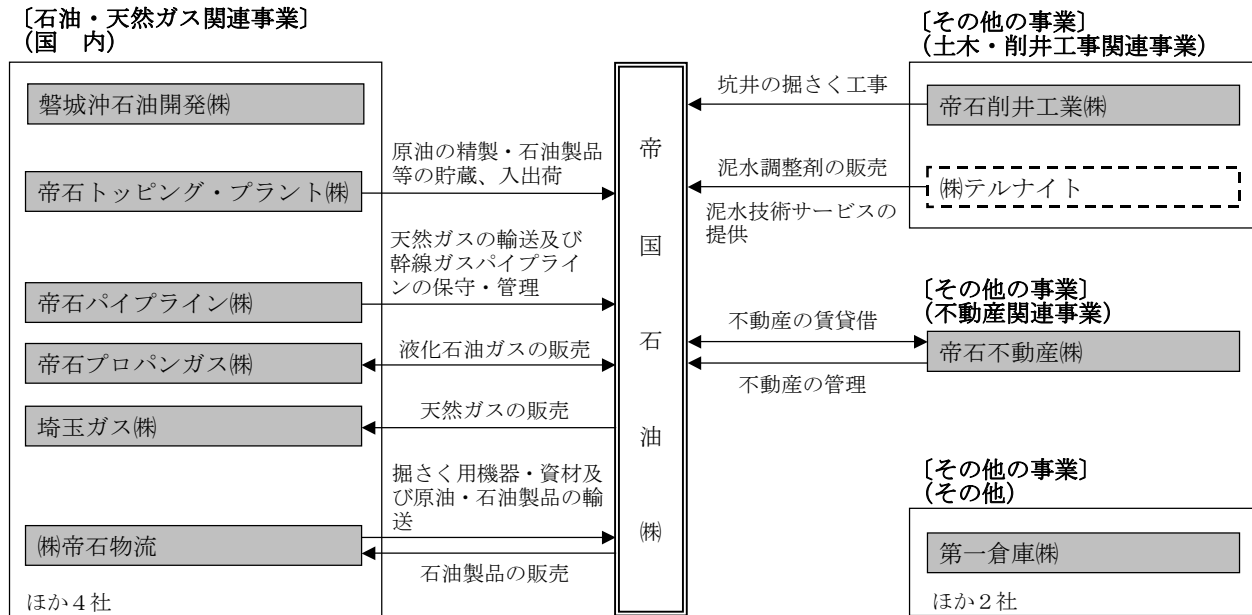 〔石油・天然ガス関連事業〕
(国　内)
磐城沖石油開発㈱
帝石トッピング・プラント㈱
帝石パイプライン㈱
帝石プロパンガス㈱
埼玉ガス㈱
㈱帝石物流
ほか４社
原油の精製・石油製品
等の貯蔵、入出荷
天然ガスの輸送及び
幹線ガスパイプライ
ンの保守・管理
液化石油ガスの販売
天然ガスの販売
掘さく用機器・資材及
び原油・石油製品の輸
送
石油製品の販売
帝
国
石
油
㈱
坑井の掘さく工事
泥水調整剤の販売
泥水技術サービスの
提供
不動産の賃貸借
不動産の管理
〔その他の事業〕
(土木・削井工事関連事業)
帝石削井工業㈱
㈱テルナイト
〔その他の事業〕
(不動産関連事業)
帝石不動産㈱
〔その他の事業〕
(その他)
第一倉庫㈱
ほか２社